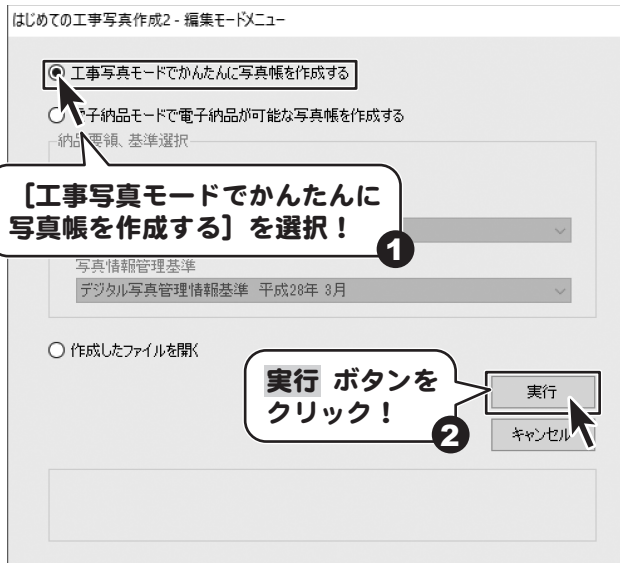 はじめての工事写真作成2 - 編集モードメニュー
工事写真モードでかんたんに写真帳を作成する
子納品モードで電子納品が可能な写真帳を作成する
納品要領、基準選択
[工事写真モードでかんたんに
写真帳を作成する] を選択!
1
写真情報管理基準
デジタル写真管理情報基準 平成28年 3月
作成したファイルを開く
実行 ボタンを
クリック!
2
実行
キャンセル